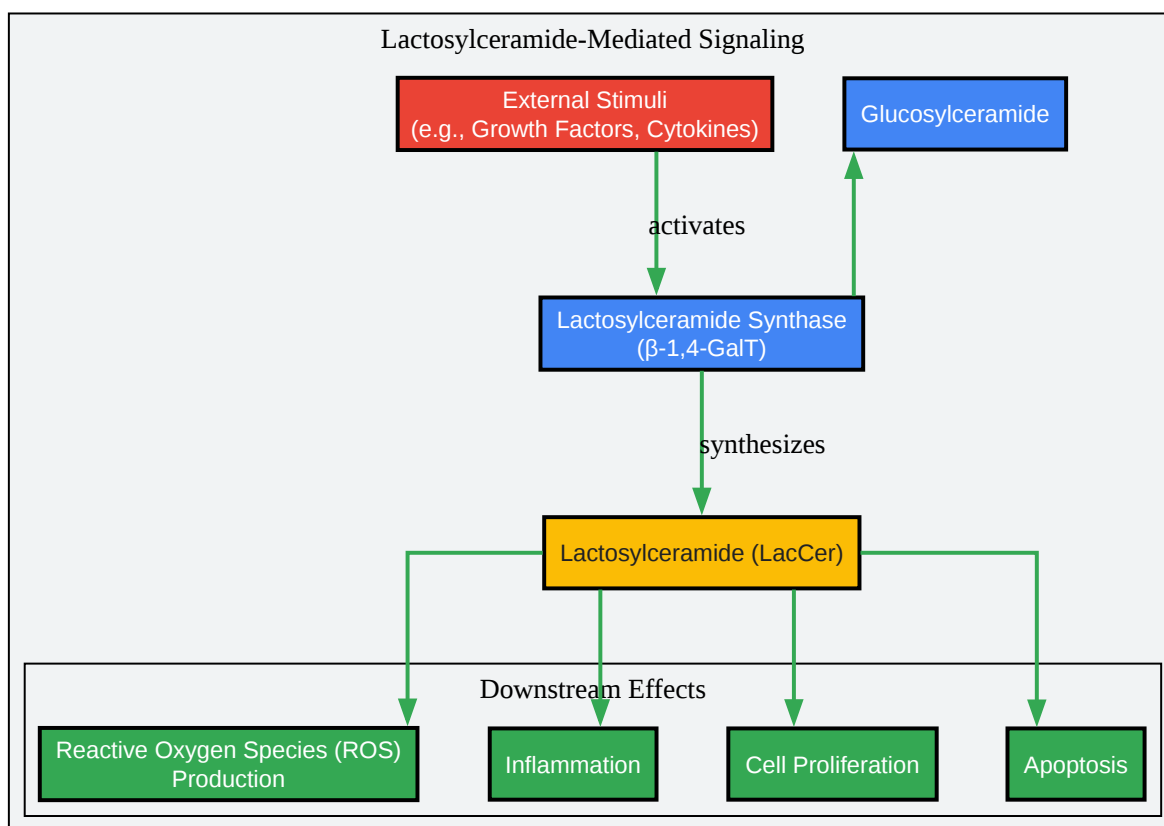 Lactosylceramide-Mediated Signaling
External Stimuli
(e.g., Growth Factors, Cytokines)
Glucosylceramide
activates
Lactosylceramide Synthase
(β-1,4-GalT)
synthesizes
Lactosylceramide (LacCer)
Downstream Effects
Reactive Oxygen Species (ROS)
Production
Inflammation
Cell Proliferation
Apoptosis